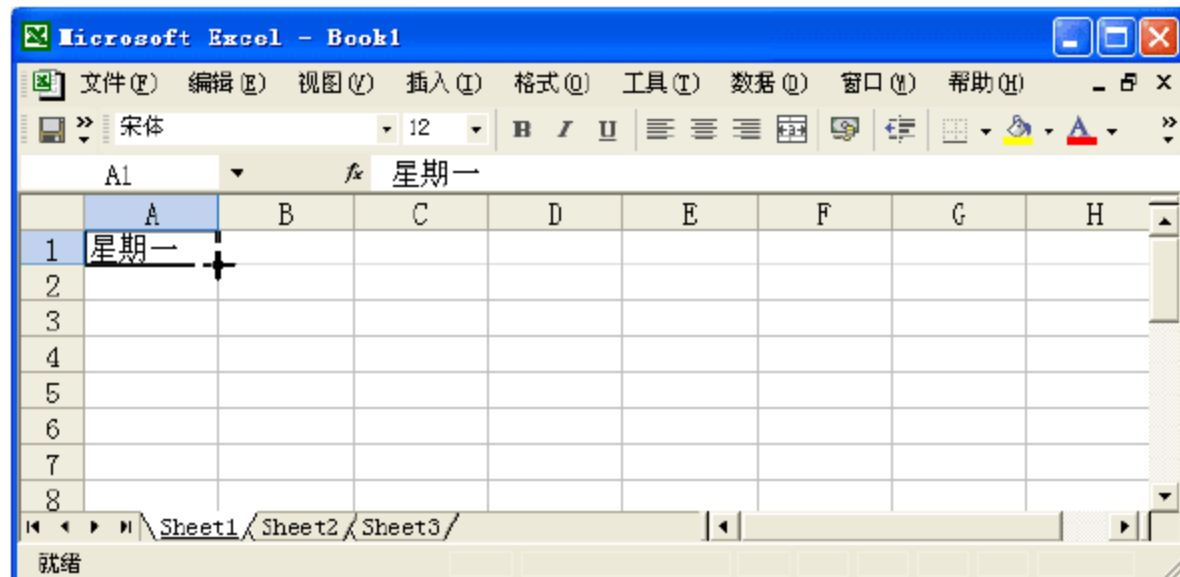 Microsoft Excel - Book1
文件(F) 编辑(E) 视图(V) 插入(I) 格式(O) 工具(T) 数据(D) 窗口(W) 帮助(H)
宋体 12 B I U
A1 fx 星期一
A B C D E F G H
1 星期一
2
3
4
5
6
7
8
Sheet1 Sheet2 Sheet3
就绪